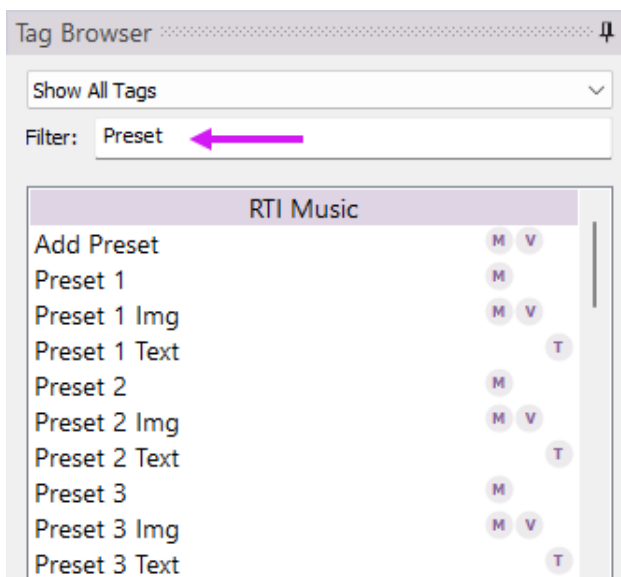 Tag Browser
Show All Tags
Filter: Preset
RTI Music
Add Preset M V
Preset 1 M
Preset 1 Img M V
Preset 1 Text T
Preset 2 M
Preset 2 Img M V
Preset 2 Text T
Preset 3 M
Preset 3 Img M V
Preset 3 Text T